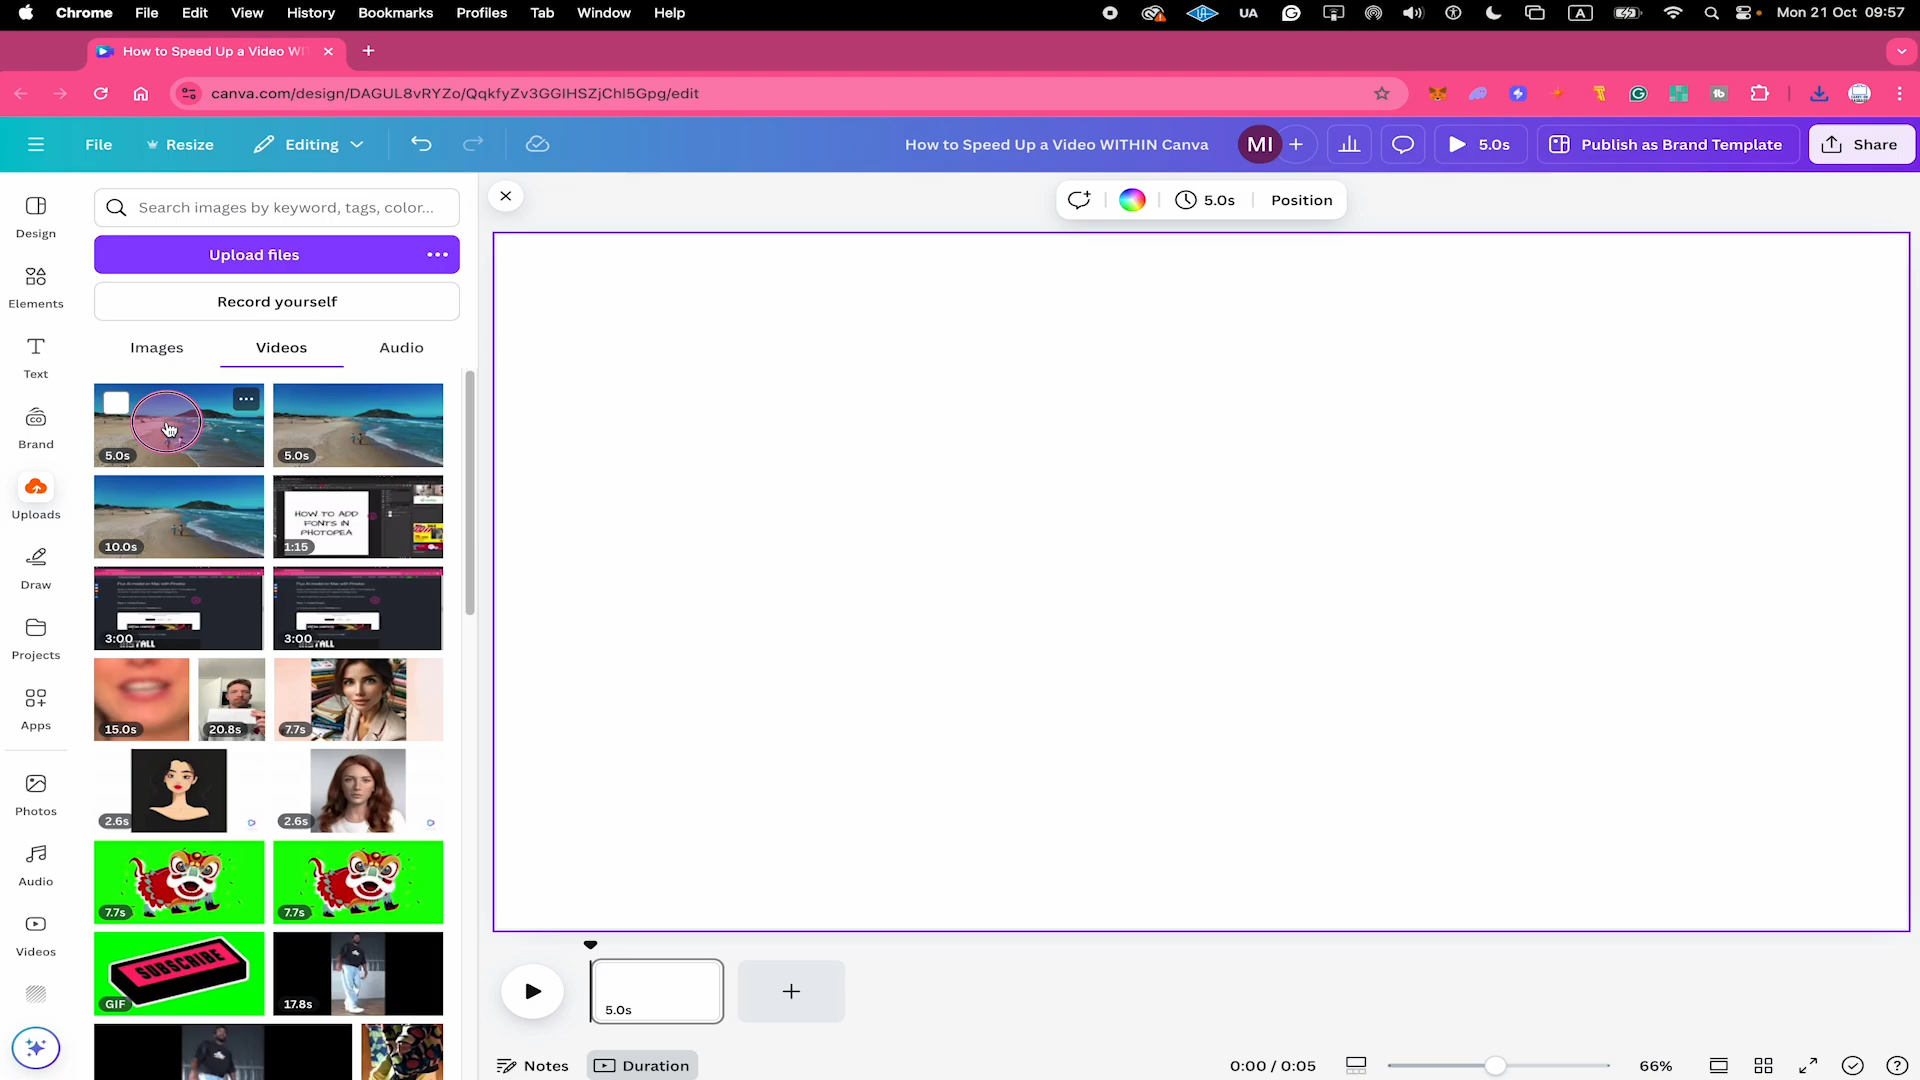 Chrome File Edit View History Bookmarks Profiles Tab Window Help UA A Mon 21 Oct 09:57
How to Speed Up a Video WI
canva.com/design/DAGUL8vRYZo/QqkfyZv3GGIHSZjChl5Gpg/edit
File Resize Editing How to Speed Up a Video WITHIN Canva MI 5.0s Publish as Brand Template Share
Search images by keyword, tags, color...
5.0s Position
Design
Upload files
Elements
Record yourself
Images Videos Audio
Text
Brand
5.0s
5.0s
Uploads
HOW TO ADD
FONTS IN
PHOTOPEA
10.0s
1:15
Draw
3:00
3:00
Projects
Apps
15.0s
20.8s
7.7s
Photos
2.6s
2.6s
Audio
7.7s
7.7s
Videos
SUBSCRIBE
GIF
17.8s
5.0s
Notes Duration 0:00 / 0:05 66%